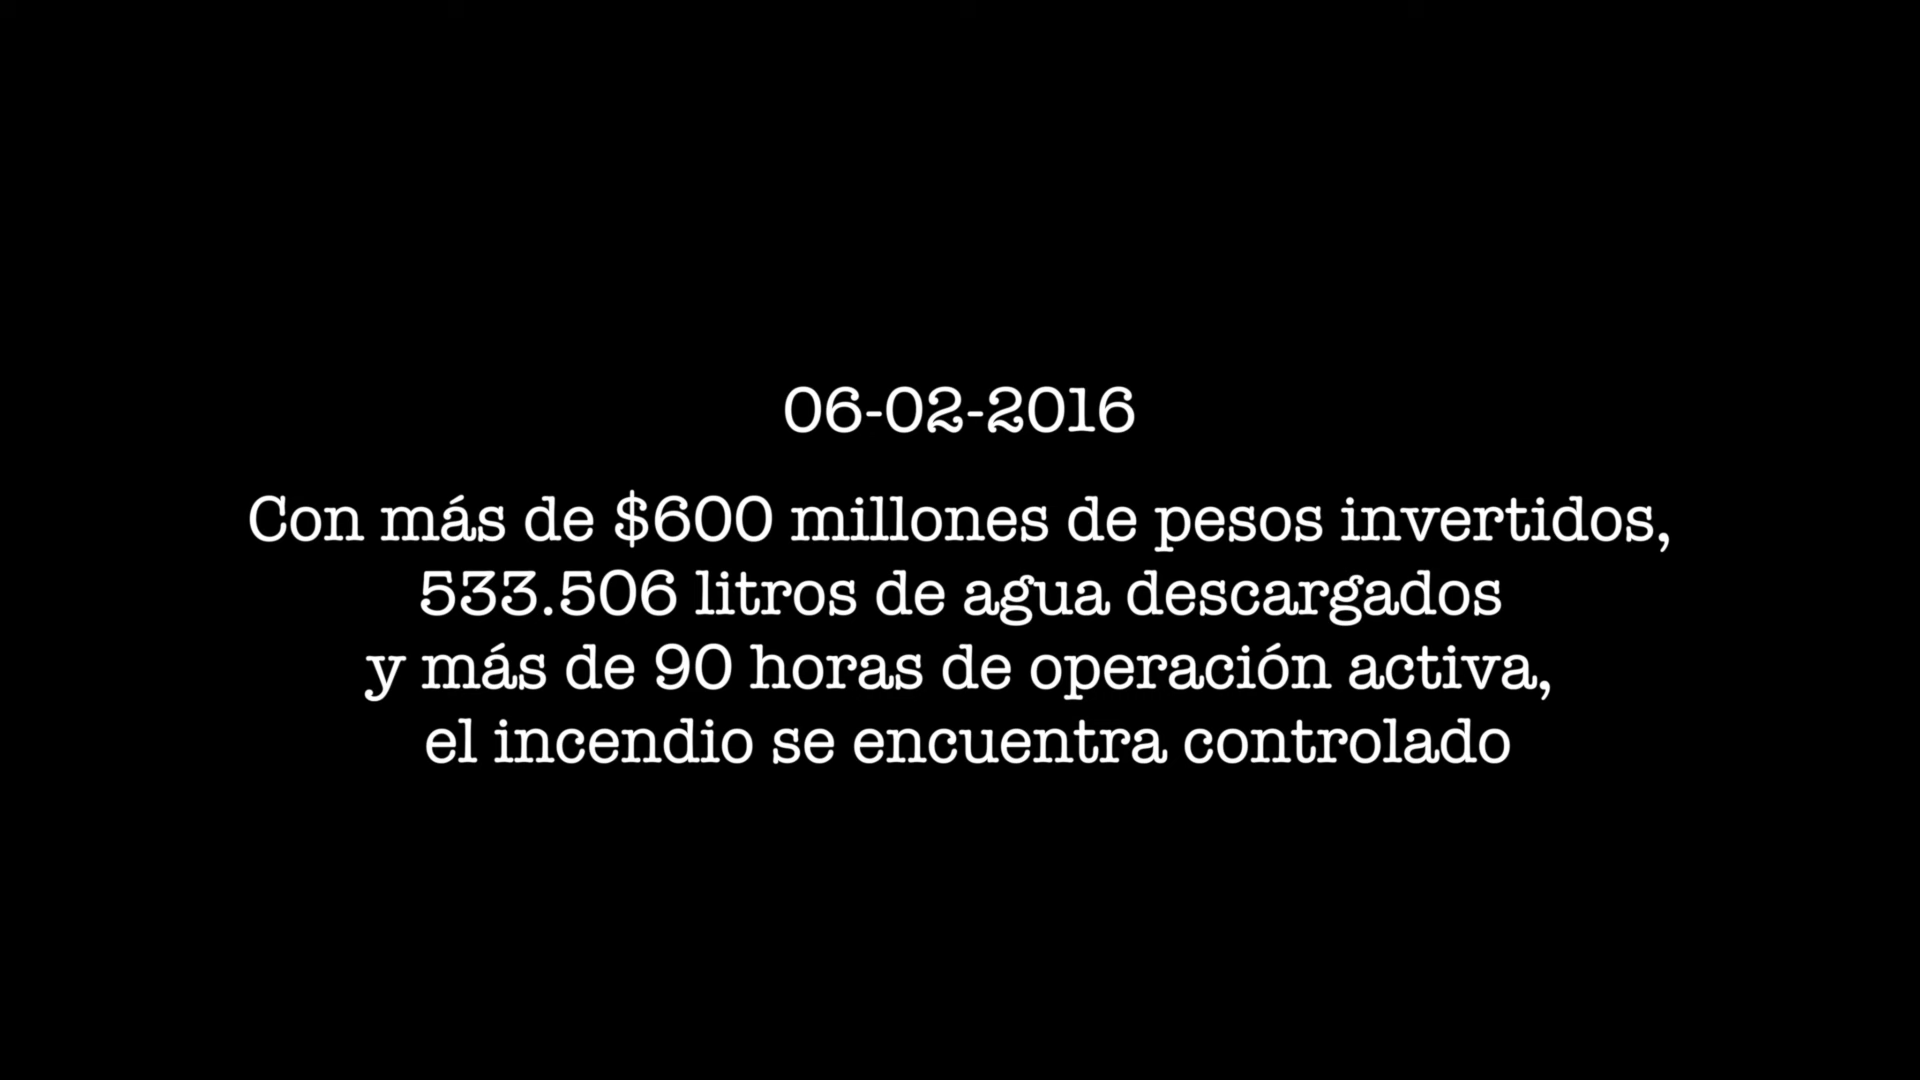 06-02-2016
Con más de $600 millones de pesos invertidos,
533.506 litros de agua descargados
y más de 90 horas de operación activa,
el incendio se encuentra controlado